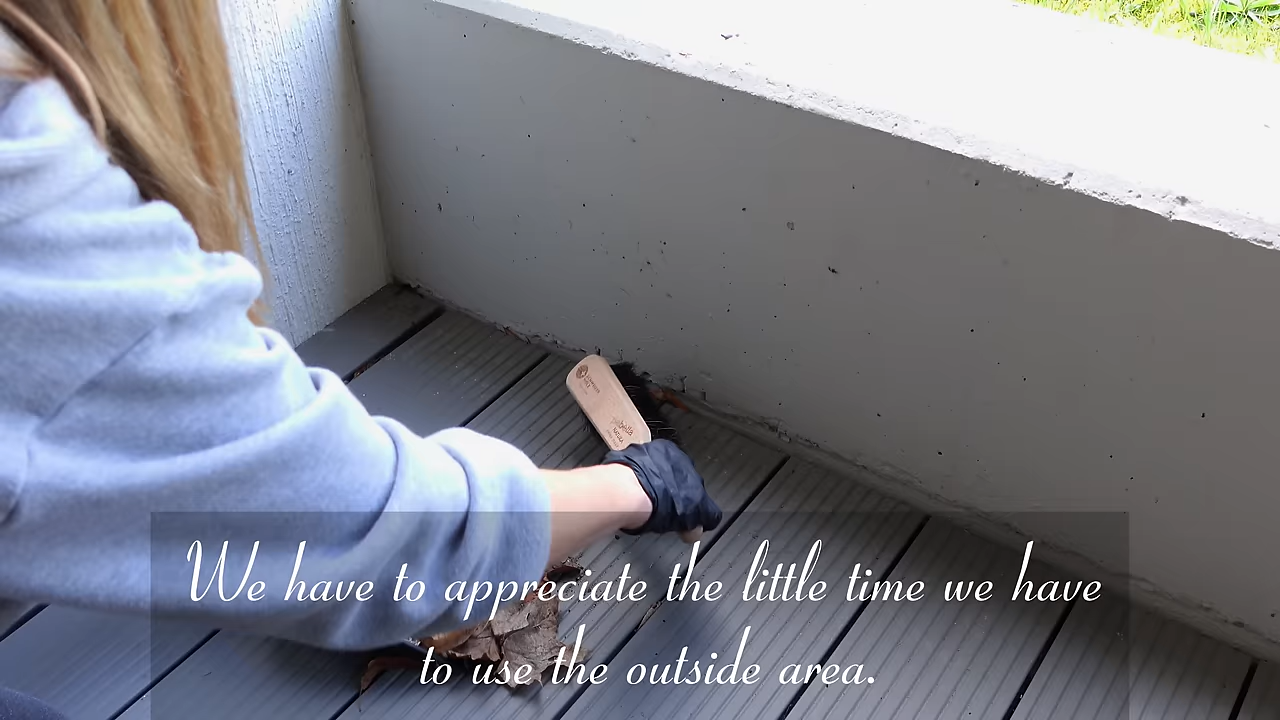 We have to appreciate the little time we have
to use the outside area.